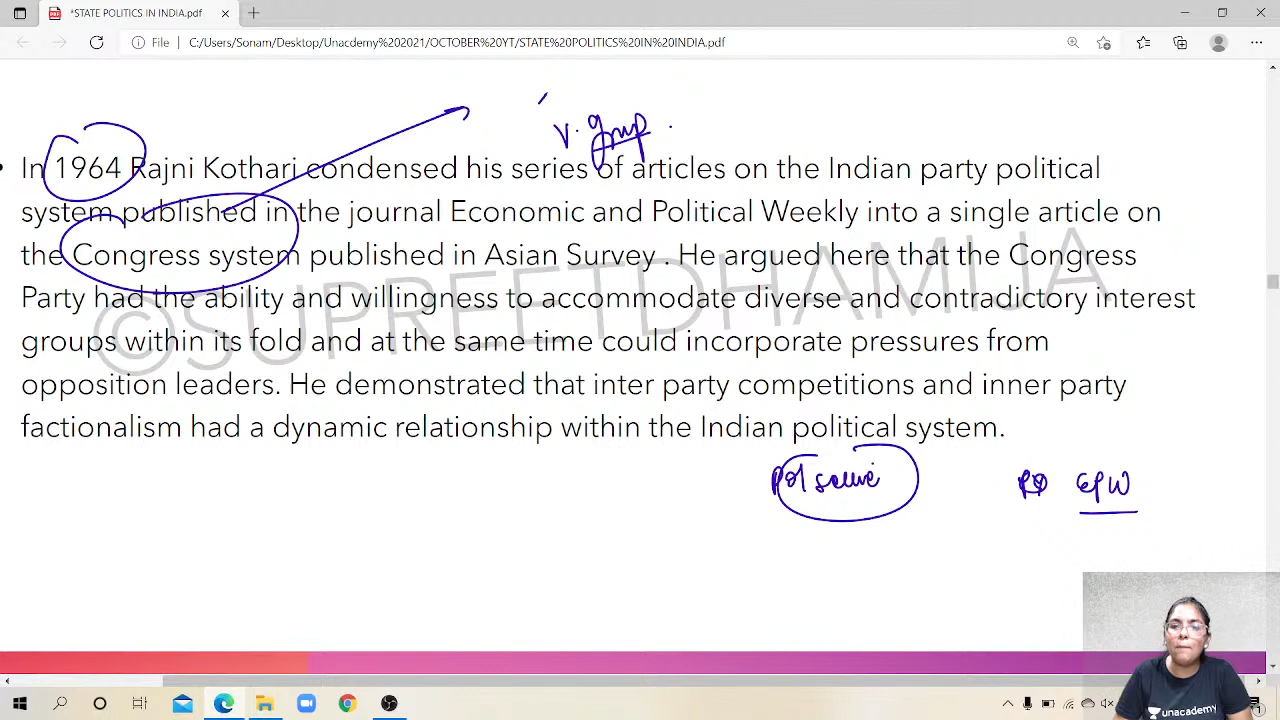 *STATE POLITICS IN INDIA.pdf
File C:/Users/Sonam/Desktop/Unacdemy%202021/OCTOBER%20YT/STATE%20POLITICS%20IN%20INDIA.pdf
V. group
• In 1964 Rajni Kothari condensed his series of articles on the Indian party political
system published in the journal Economic and Political Weekly into a single article on
the Congress system published in Asian Survey . He argued here that the Congress
Party had the ability and willingness to accommodate diverse and contradictory interest
groups within its fold and at the same time could incorporate pressures from
opposition leaders. He demonstrated that inter party competitions and inner party
factionalism had a dynamic relationship within the Indian political system.
©SUPREETDHAMIJA
EPW
unacademy